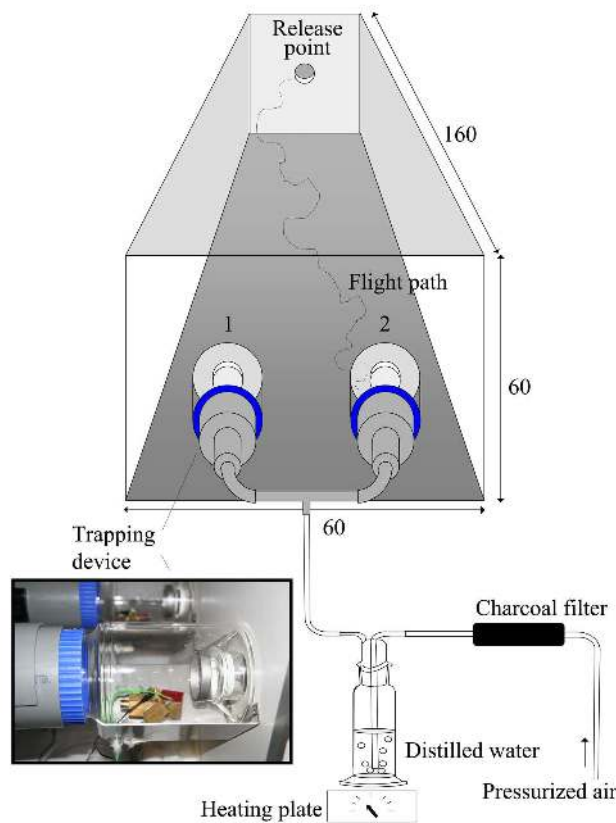 Release
point
160
Flight path
1
2
60
60
Trapping
device
Charcoal filter
Distilled water
Pressurized air
Heating plate